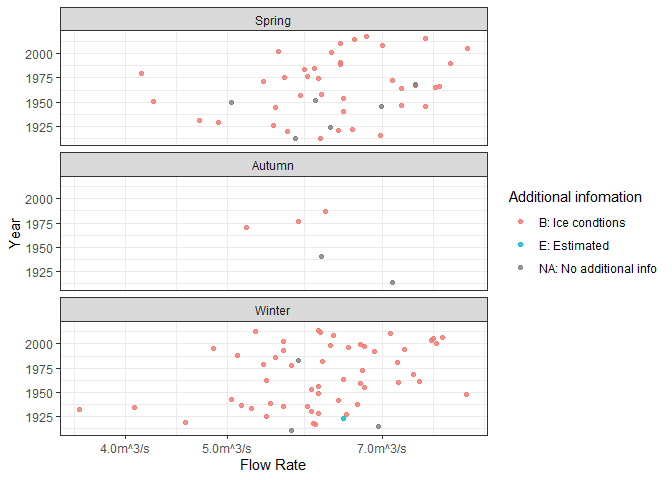 Spring
2000
1975
1950
1925
Autumn
2000
1975
1950
1925
Year
Winter
2000
1975
1950
1925
4.0m^3/s
5.0m^3/s
7.0m^3/s
Flow Rate
Additional infomation
B: Ice condtions
E: Estimated
NA: No additional info